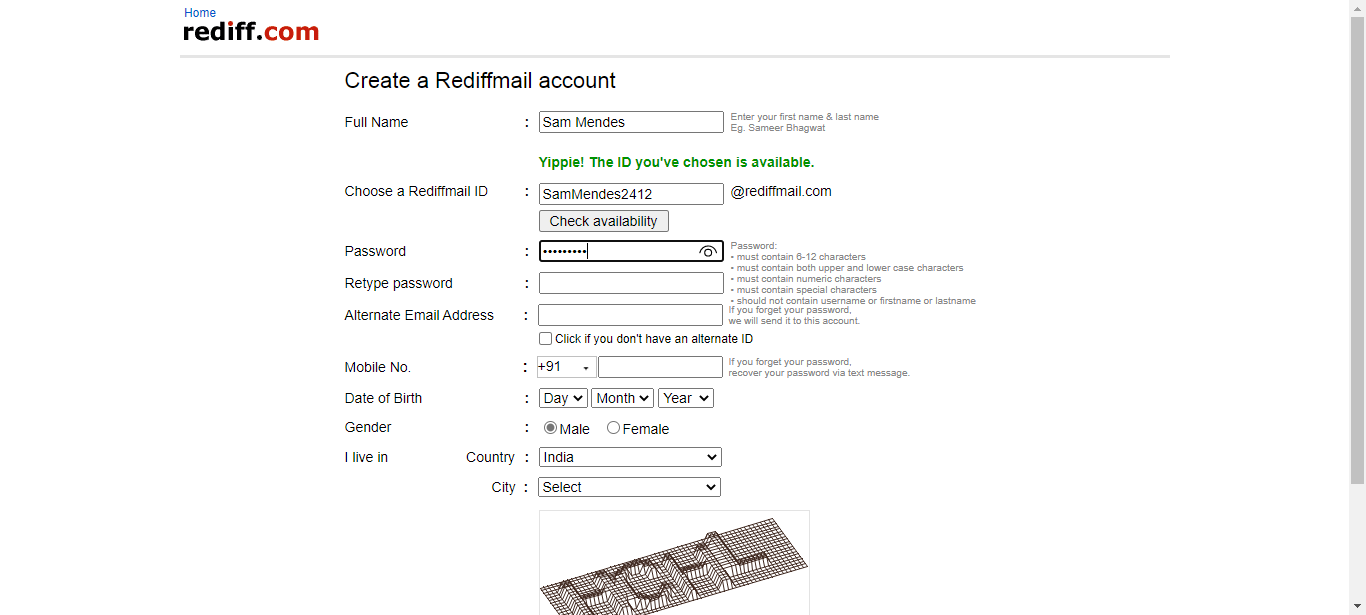 Home
rediff.com
Create a Rediffmail account
Full Name : Sam Mendes Enter your first name & last name
Eg. Sameer Bhagwat
Yippie! The ID you've chosen is available.
Choose a Rediffmail ID : SamMendes2412 @rediffmail.com
Check availability
Password : ••••••••• Password:
• must contain 6-12 characters
• must contain both upper and lower case characters
• must contain numeric characters
• must contain special characters
• should not contain username or firstname or lastname
Retype password :
Alternate Email Address : If you forget your password,
we will send it to this account.
Click if you don't have an alternate ID
Mobile No. : +91 If you forget your password,
recover your password via text message.
Date of Birth : Day Month Year
Gender : Male Female
I live in Country : India
City : Select